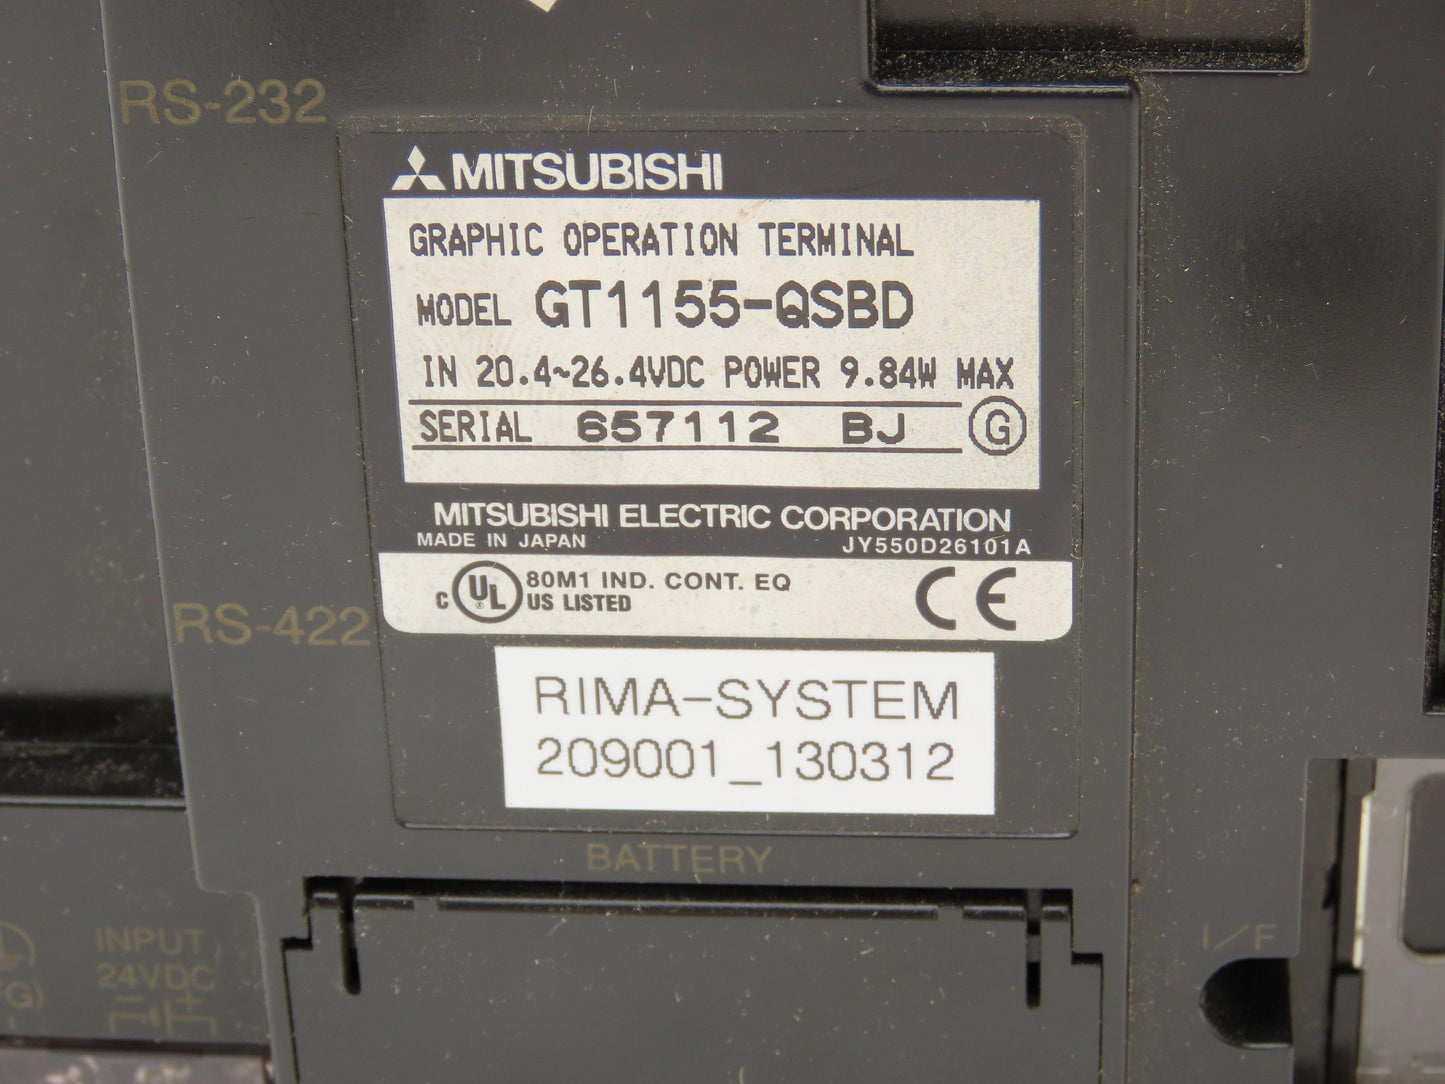 RS-232
MITSUBISHI
GRAPHIC OPERATION TERMINAL
MODEL GT1155-QSBD
IN 20.4~26.4VDC POWER 9.84W MAX
SERIAL 657112 BJ G
MITSUBISHI ELECTRIC CORPORATION
MADE IN JAPAN JY550D26101A
C UL ® 80M1 IND. CONT. EQ
US LISTED
CE
RS-422
RIMA-SYSTEM
209001_130312
BATTERY
INPUT
24VDC
- +
I/F